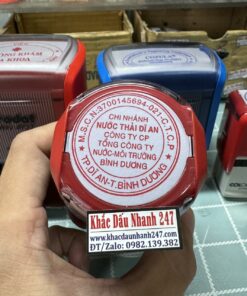 M.S.C.N:3700145694-021-C.T.C.P
CHI NHÁNH
NƯỚC THẢI DĨ AN
CÔNG TY CP
TỔNG CÔNG TY
NƯỚC-MÔI TRƯỜNG
BÌNH DƯƠNG
TP.DĨ AN-T.BÌNH DƯƠNG
Khắc Dấu Nhanh 247
www.khacdaunhanh247.com
ĐT/Zalo: 0982.139.382